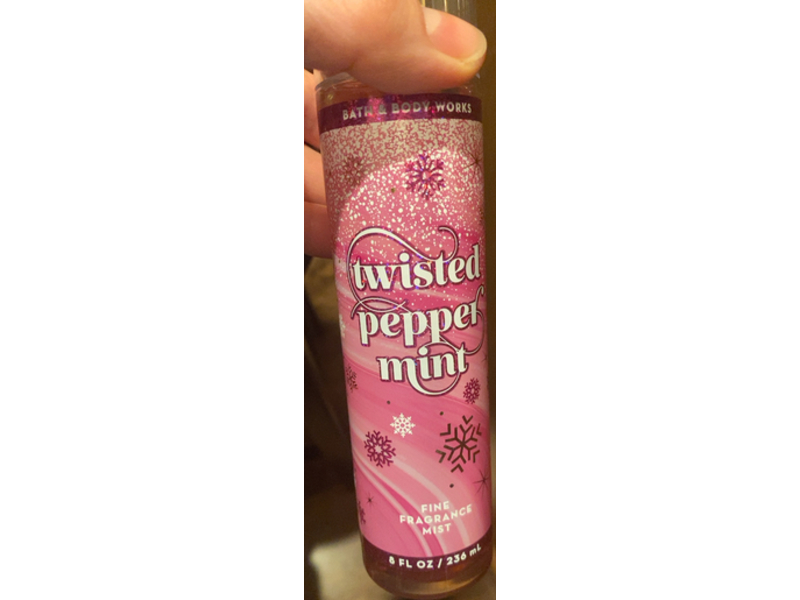 BATH & BODY WORKS
twisted
pepper
mint
FINE
FRAGRANCE
MIST
8 FL OZ / 236 mL